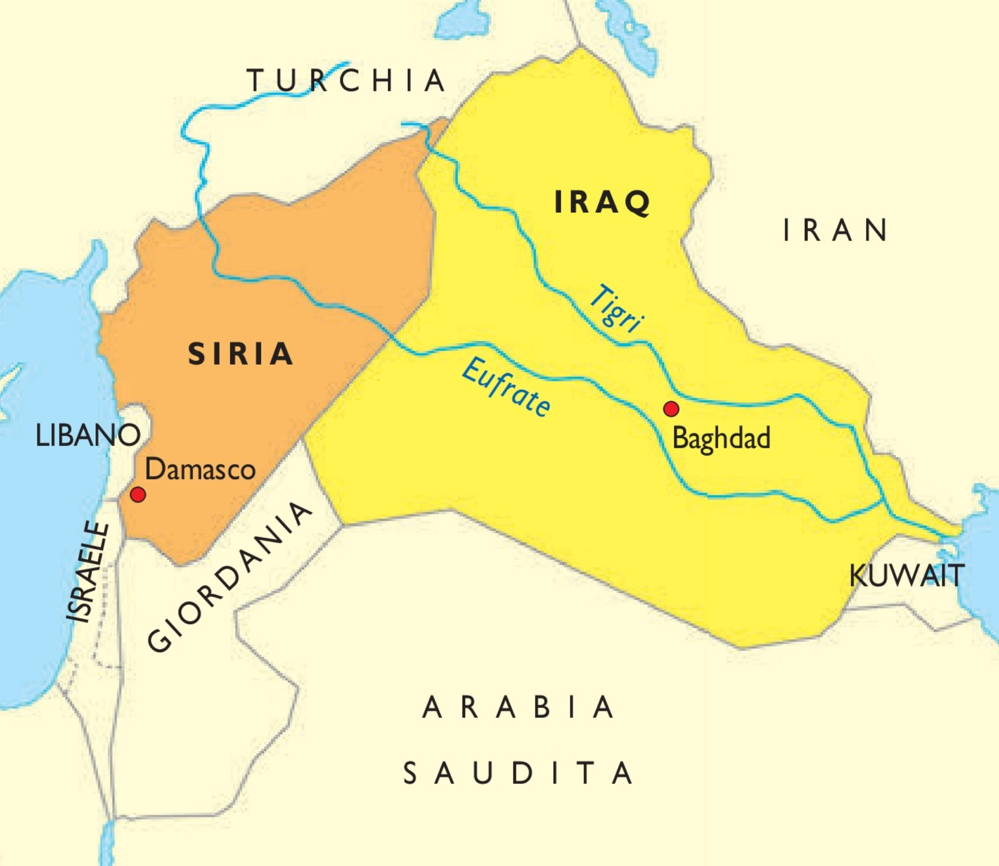 TURCHIA
IRAQ
IRAN
Tigri
SIRIA
Eufrate
LIBANO
Baghdad
Damasco
ISRAELE
GIORDANIA
KUWAIT
ARABIA
SAUDITA